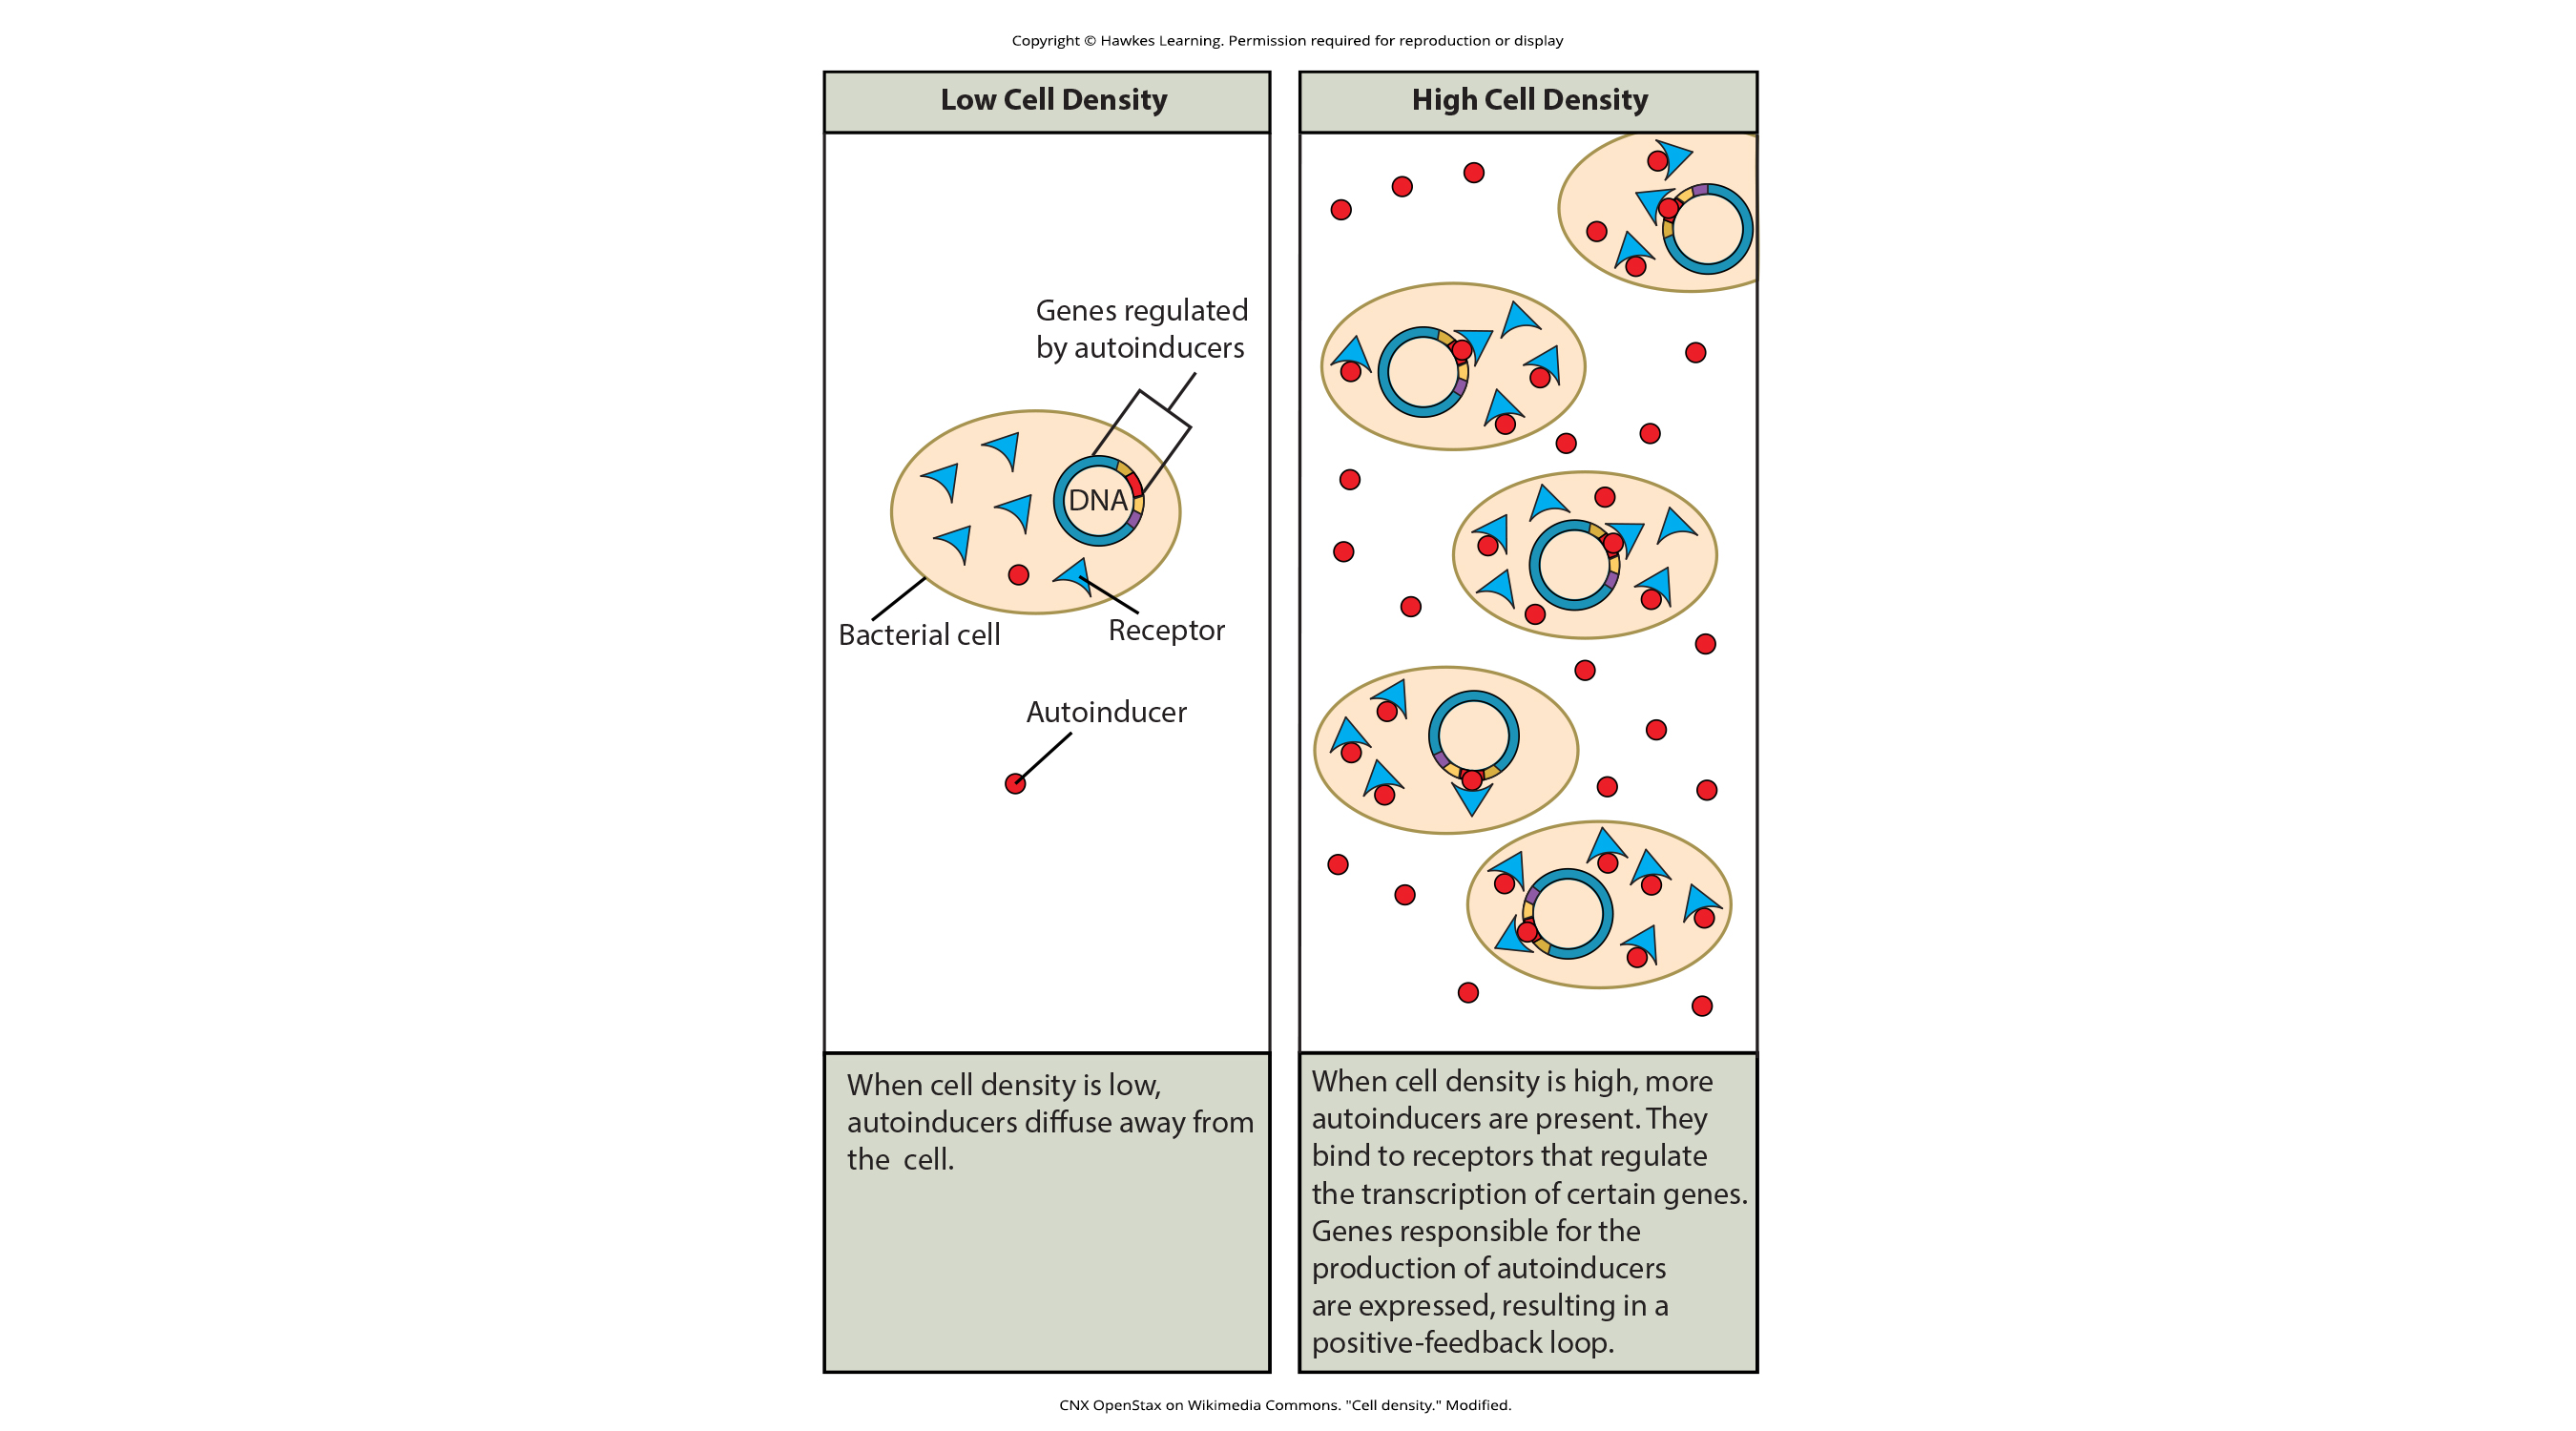 Copyright © Hawkes Learning. Permission required for reproduction or display
Low Cell Density
Genes regulated
by autoinducers
DNA
Bacterial cell
Receptor
Autoinducer
When cell density is low,
autoinducers diffuse away from
the cell.
High Cell Density
When cell density is high, more
autoinducers are present. They
bind to receptors that regulate
the transcription of certain genes.
Genes responsible for the
production of autoinducers
are expressed, resulting in a
positive-feedback loop.
CNX OpenStax on Wikimedia Commons. "Cell density." Modified.